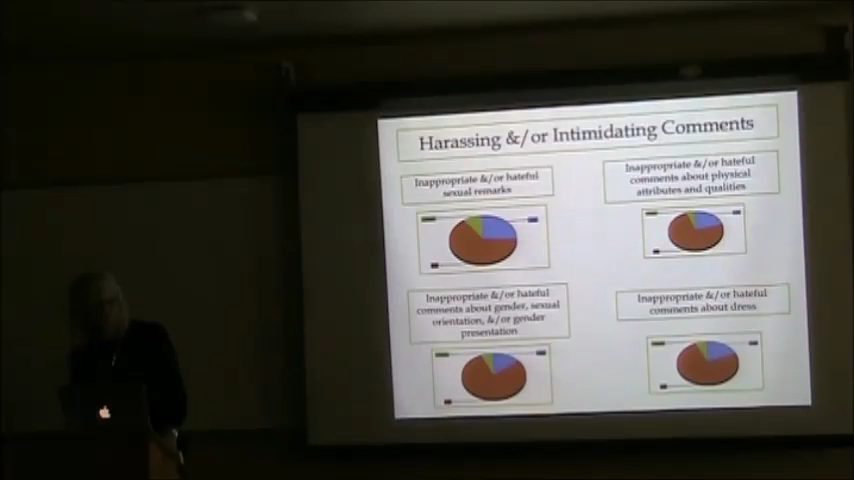 Harassing &/or Intimidating Comments
Inappropriate &/or hateful
sexual remarks
Inappropriate &/or hateful
comments about physical
attributes and qualities
Inappropriate &/or hateful
comments about gender, sexual
orientation, &/or gender
presentation
Inappropriate &/or hateful
comments about dress